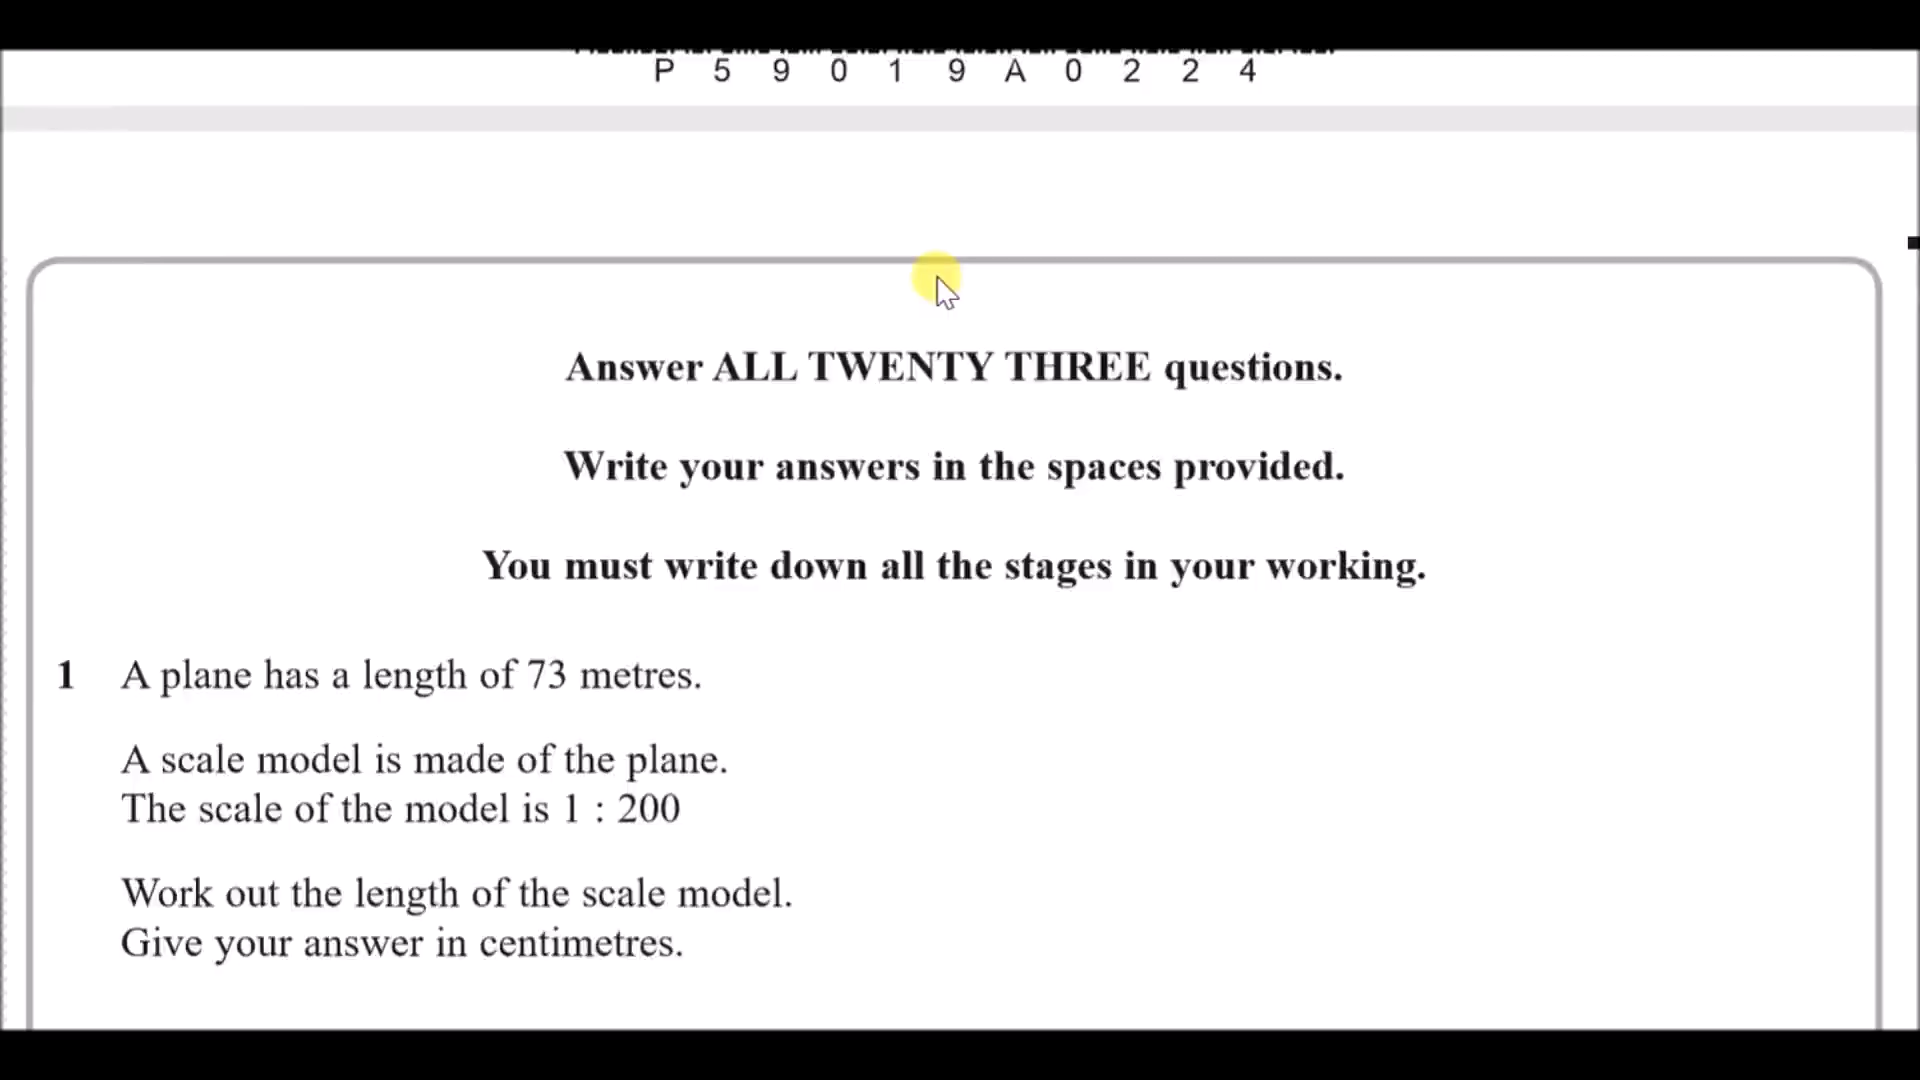 P 5 9 0 1 9 A 0 2 2 4
Answer ALL TWENTY THREE questions.
Write your answers in the spaces provided.
You must write down all the stages in your working.
1 A plane has a length of 73 metres.
A scale model is made of the plane.
The scale of the model is 1 : 200
Work out the length of the scale model.
Give your answer in centimetres.